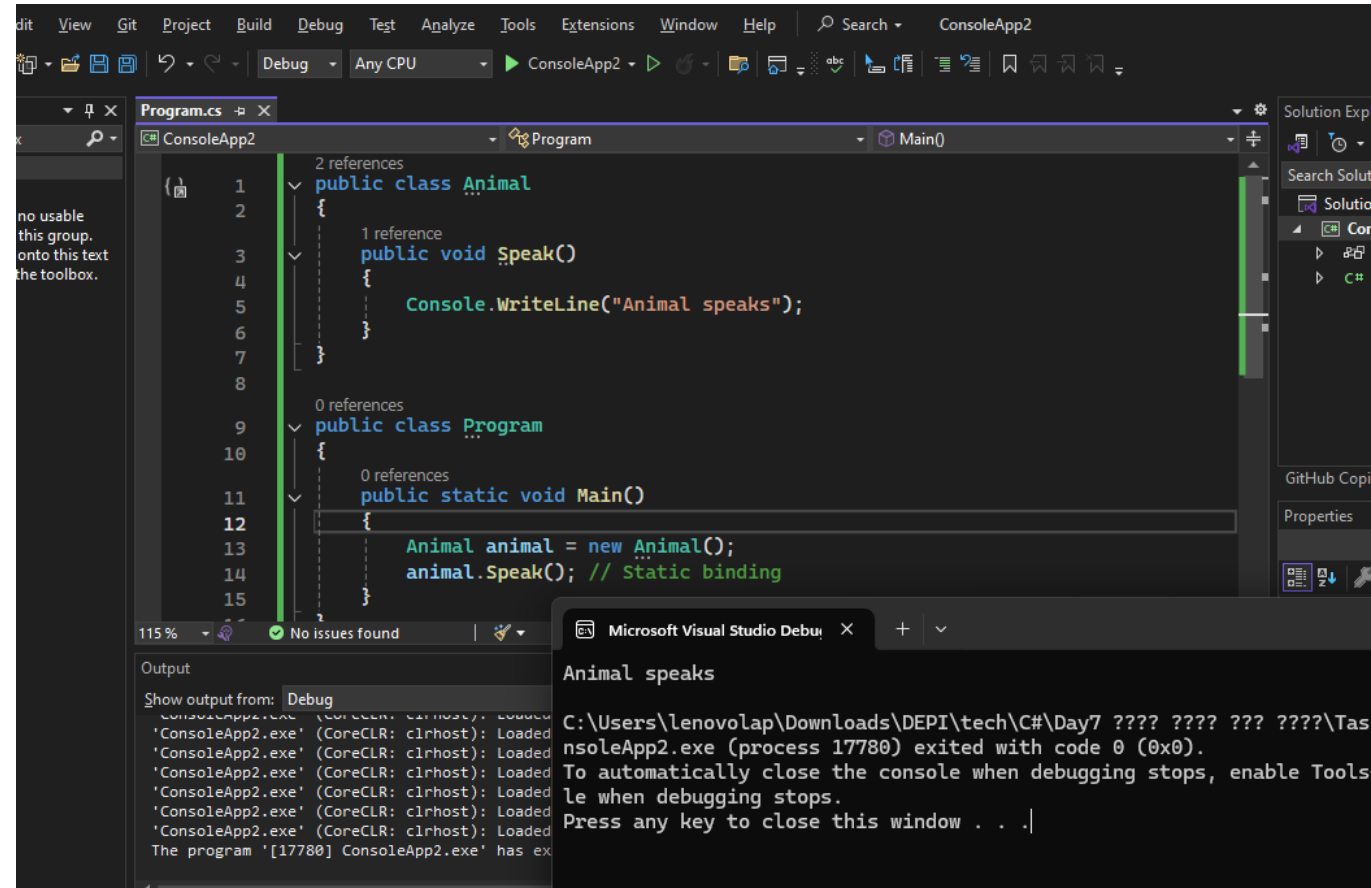 dit View Git Project Build Debug Test Analyze Tools Extensions Window Help Search ConsoleApp2
Debug Any CPU ConsoleApp2
Program.cs
Solution Exp
ConsoleApp2 Program Main()
Search Solut
Solutio
Con
C#
no usable
this group.
onto this text
the toolbox.
2 references
1 public class Animal
2 {
1 reference
3 public void Speak()
4 {
5 Console.WriteLine("Animal speaks");
6 }
7 }
8
0 references
9 public class Program
10 {
0 references
11 public static void Main()
12 {
13 Animal animal = new Animal();
14 animal.Speak(); // Static binding
15 }
}
GitHub Copi
Properties
115 % No issues found
Output
Show output from: Debug
'ConsoleApp2.exe' (CoreCLR: clrhost): Loaded
'ConsoleApp2.exe' (CoreCLR: clrhost): Loaded
'ConsoleApp2.exe' (CoreCLR: clrhost): Loaded
'ConsoleApp2.exe' (CoreCLR: clrhost): Loaded
'ConsoleApp2.exe' (CoreCLR: clrhost): Loaded
'ConsoleApp2.exe' (CoreCLR: clrhost): Loaded
'ConsoleApp2.exe' (CoreCLR: clrhost): Loaded
The program '[17780] ConsoleApp2.exe' has ex
Microsoft Visual Studio Debug
Animal speaks
C:\Users\lenovolap\Downloads\DEPI\tech\C#\Day7 ???? ???? ??? ????\Tas
nsoleApp2.exe (process 17780) exited with code 0 (0x0).
To automatically close the console when debugging stops, enable Tools
le when debugging stops.
Press any key to close this window . . .